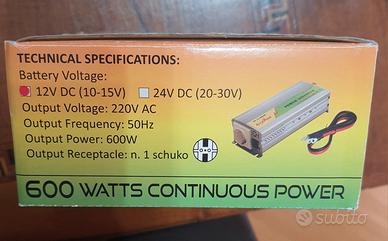 TECHNICAL SPECIFICATIONS:
Battery Voltage:
12V DC (10-15V) 24V DC (20-30V)
Output Voltage: 220V AC
Output Frequency: 50Hz
Output Power: 600W
Output Receptacle: n. 1 schuko
600 WATTS CONTINUOUS POWER
subito